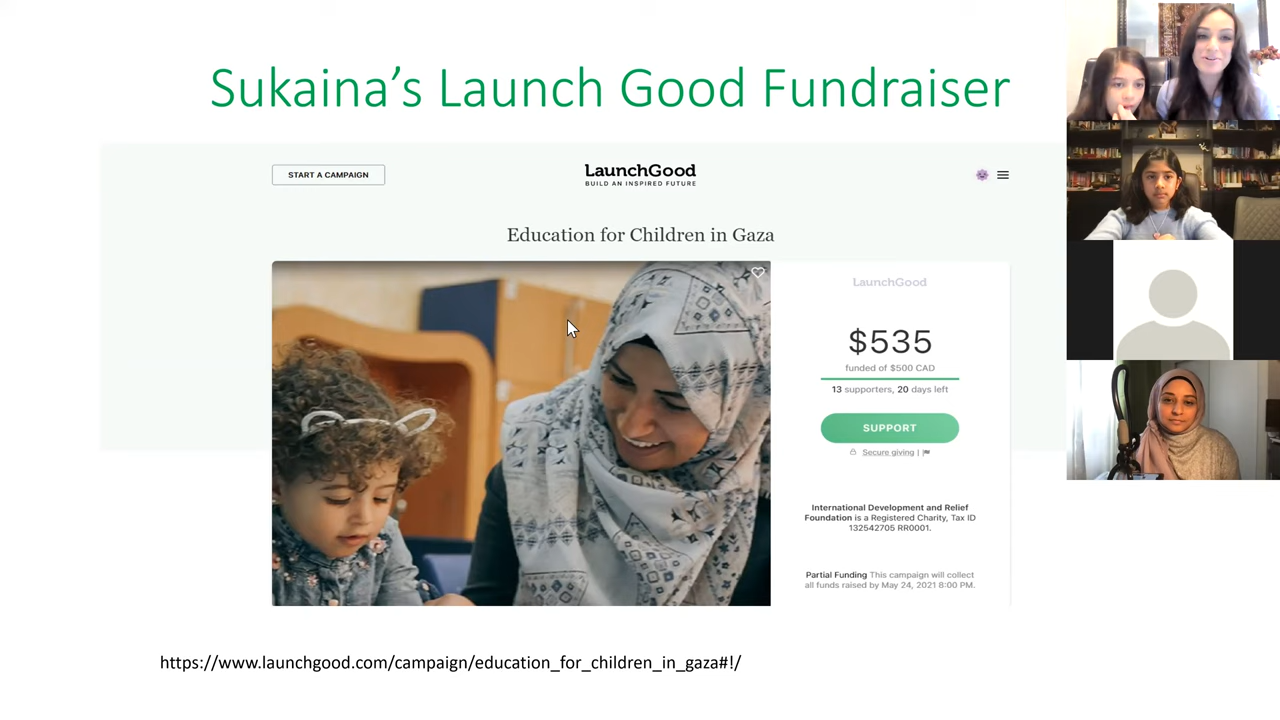 Sukaina’s Launch Good Fundraiser
START A CAMPAIGN
LaunchGood
BUILD AN INSPIRED FUTURE
Education for Children in Gaza
LaunchGood
$535
funded of $500 CAD
13 supporters, 20 days left
SUPPORT
Secure giving |
International Development and Relief
Foundation is a Registered Charity, Tax ID
132542705 RR0001.
Partial Funding This campaign will collect
all funds raised by May 24, 2021 8:00 PM.
https://www.launchgood.com/campaign/education_for_children_in_gaza#!/